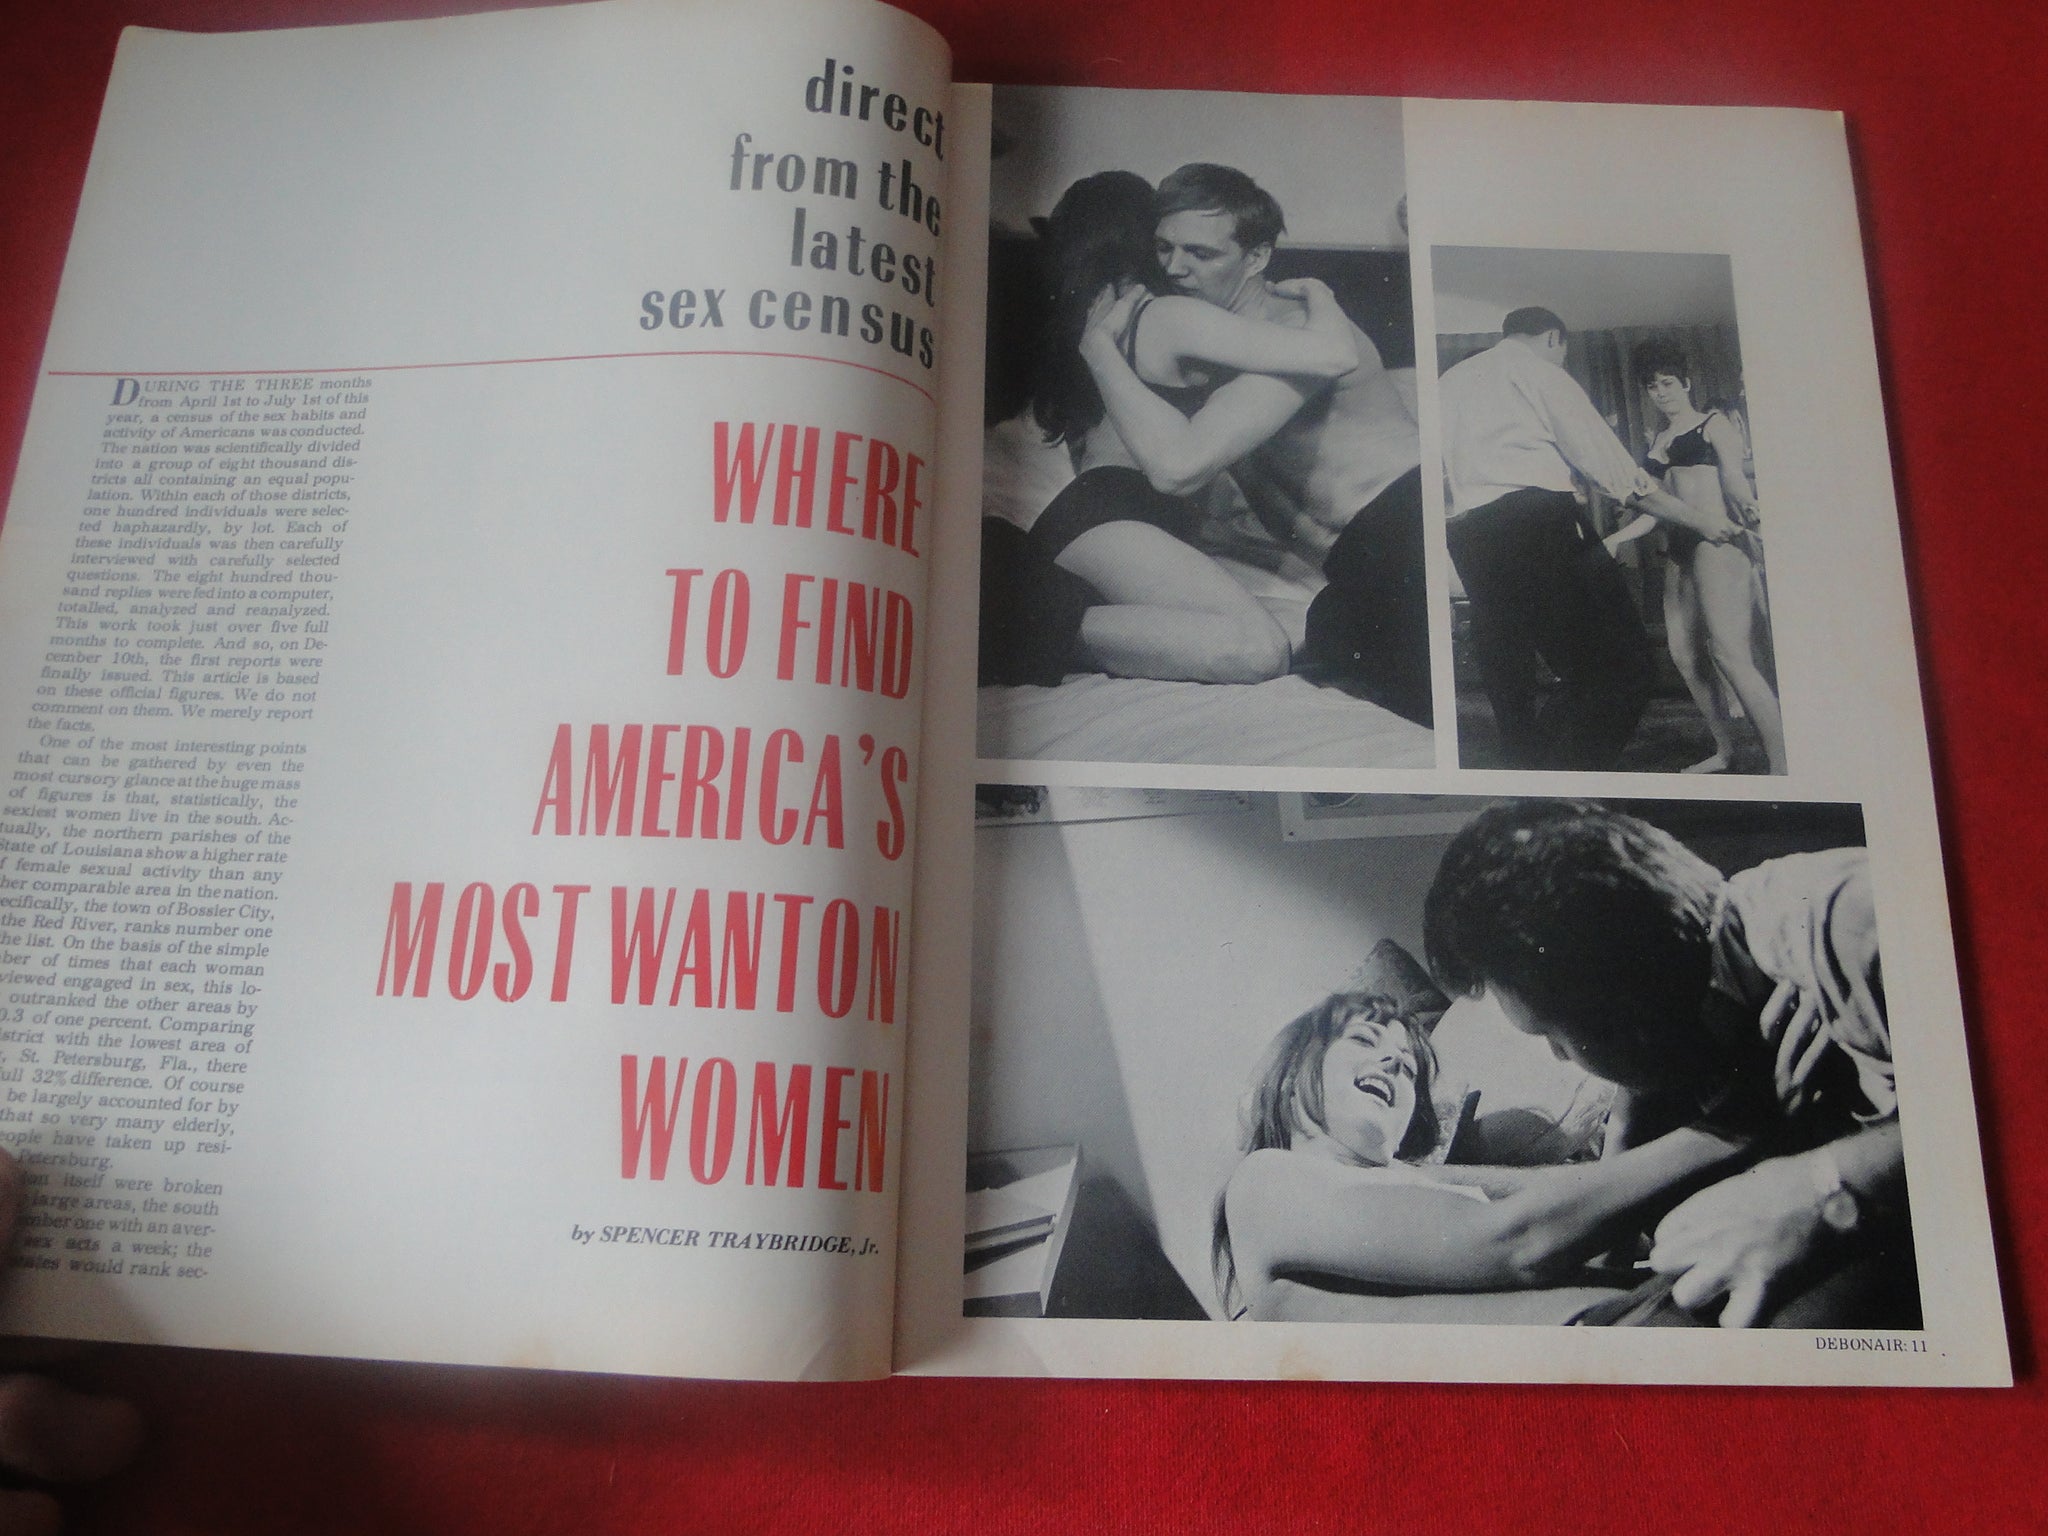 direct
from the
latest
sex census
DURING THE THREE months
from April 1st to July 1st of this
year, a census of the sex habits and
activity of Americans was conducted.
The nation was scientifically divided
into a group of eight thousand dis-
tricts all containing an equal popu-
lation. Within each of those districts,
one hundred individuals were selec-
ted haphazardly, by lot. Each of
these individuals was then carefully
interviewed with carefully selected
questions. The eight hundred thou-
sand replies were fed into a computer,
totalled, analyzed and reanalyzed.
This work took just over five full
months to complete. And so, on De-
cember 10th, the first reports were
finally issued. This article is based
on these official figures. We do not
comment on them. We merely report
the facts.
One of the most interesting points
that can be gathered by even the
most cursory glance at the huge mass
of figures is that, statistically, the
sexiest women live in the south. Ac-
tually, the northern parishes of the
State of Louisiana show a higher rate
f female sexual activity than any
her comparable area in the nation.
ecifically, the town of Bossier City,
the Red River, ranks number one
he list. On the basis of the simple
ber of times that each woman
viewed engaged in sex, this lo-
outranked the other areas by
0.3 of one percent. Comparing
istrict with the lowest area of
St. Petersburg, Fla., there
full 32% difference. Of course
be largely accounted for by
that so very many elderly,
eople have taken up resi-
Petersburg.
itself were broken
large areas, the south
mber one with an aver-
sex acts a week; the
states would rank sec-
WHERE
TO FIND
AMERICA'S
MOST WANTON
WOMEN
by SPENCER TRAYBRIDGE, Jr.
DEBONAIR: 11